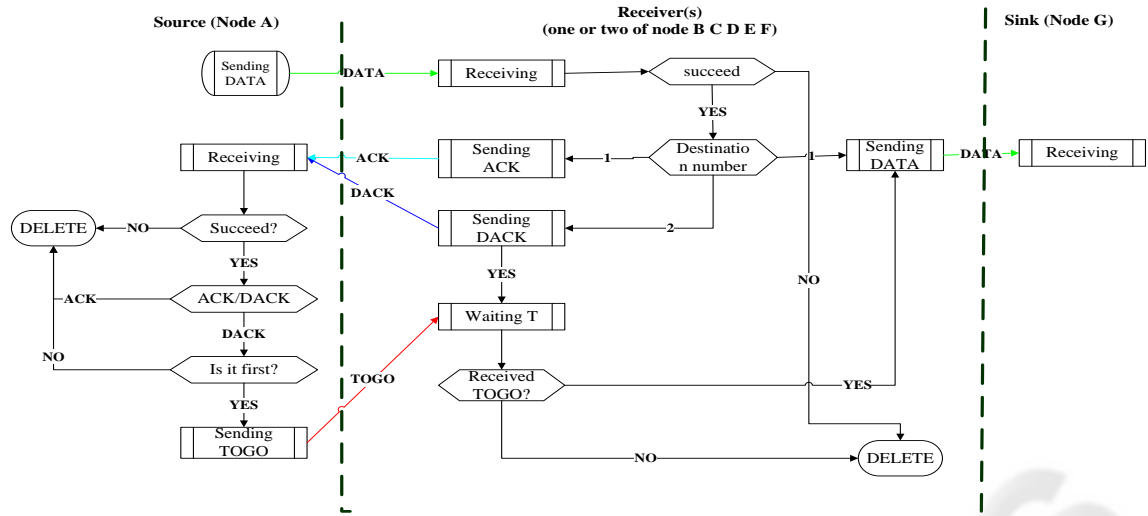 Source (Node A)
Receiver(s)
(one or two of node B C D E F)
Sink (Node G)
Sending
DATA
DATA
Receiving
succeed
YES
Receiving
ACK
Sending
ACK
1
Destinatio
n number
1
Sending
DATA
DATA
Receiving
DACK
DELETE
NO
Succeed?
Sending
DACK
2
YES
YES
NO
ACK
ACK/DACK
Waiting T
DACK
NO
Is it first?
TOGO
Received
TOGO?
YES
YES
Sending
TOGO
NO
DELETE